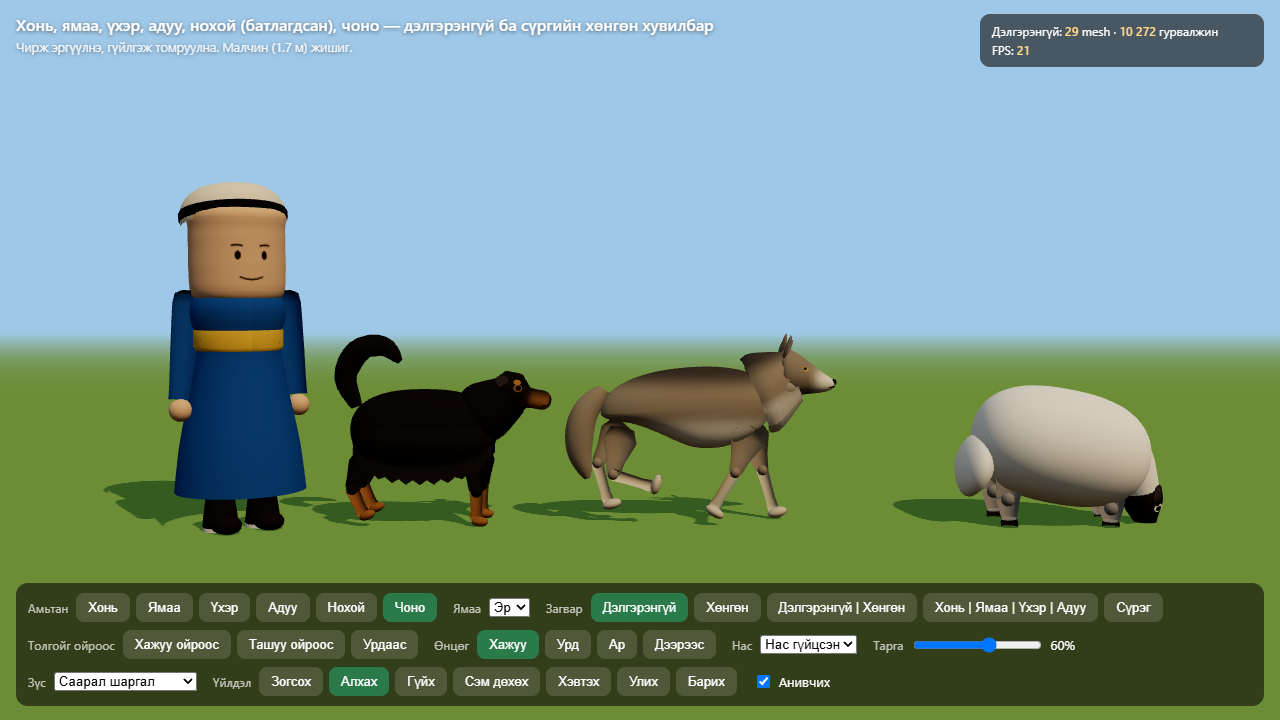 Хонь, ямаа, үхэр, адуу, нохой (батлагдсан), чоно — дэлгэрэнгүй ба сүргийн хөнгөн хувилбар
Чирж эргүүлнэ, гүйлгэж томруулна. Малчин (1.7 м) жишиг.
Дэлгэрэнгүй: 29 mesh · 10 272 гурвалжин
FPS: 21
Амьтан Хонь Ямаа Үхэр Адуу Нохой Чоно Ямаа Эр Загвар Дэлгэрэнгүй Хөнгөн Дэлгэрэнгүй | Хөнгөн Хонь | Ямаа | Үхэр | Адуу Сүрэг
Толгойг ойроос Хажуу ойроос Ташуу ойроос Урдаас Өнцөг Хажуу Урд Ар Дээрээс Нас Нас гүйцсэн Тарга 60%
Зүс Саарал шаргал Үйлдэл Зогсох Алхах Гүйх Сэм дөхөх Хэвтэх Улих Барих Анивчих